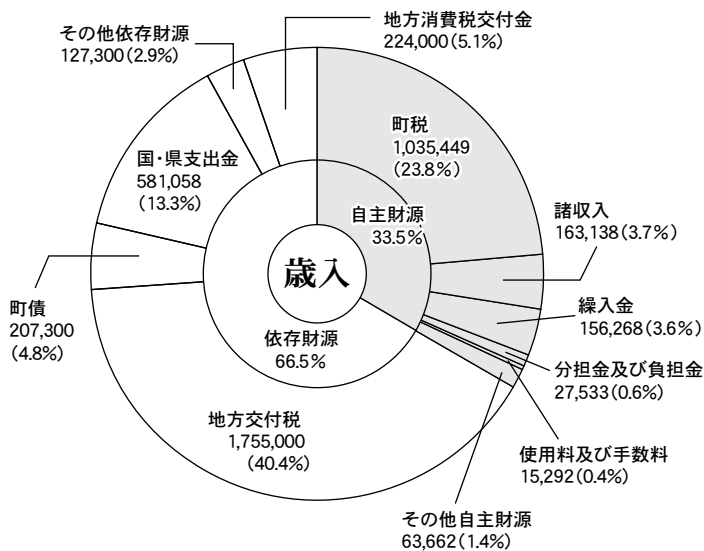 歳入
自主財源
33.5%
町税
1,035,449
(23.8%)
諸収入
163,138(3.7%)
繰入金
156,268(3.6%)
分担金及び負担金
27,533(0.6%)
使用料及び手数料
15,292(0.4%)
その他自主財源
63,662(1.4%)
依存財源
66.5%
地方交付税
1,755,000
(40.4%)
町債
207,300
(4.8%)
国・県支出金
581,058
(13.3%)
その他依存財源
127,300(2.9%)
地方消費税交付金
224,000(5.1%)